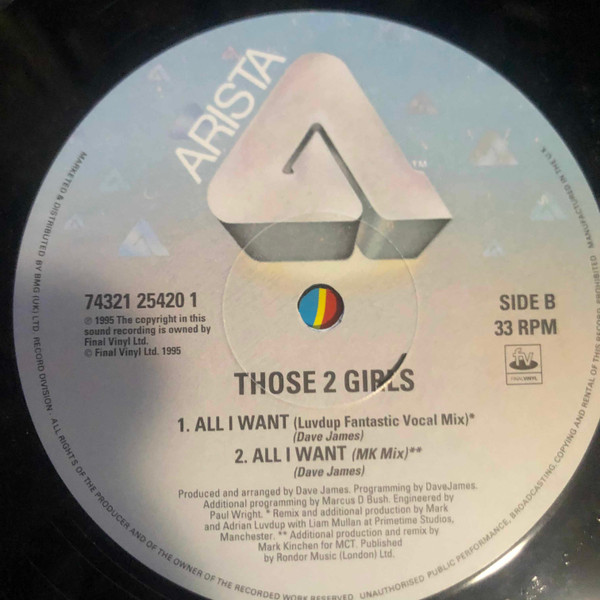 ARISTA
TM
MARKETED & DISTRIBUTED BY BMG (UK) LTD RECORD DIVISION - ALL RIGHTS OF THE PRODUCER AND OF THE OWNER OF THE RECORDED WORK RESERVED UNAUTHORISED PUBLIC PERFORMANCE, BROADCASTING, COPYING AND RENTAL OF THIS RECORD PROHIBITED MANUFACTURED IN THE U.K.
74321 25420 1
℗ 1995 The copyright in this
sound recording is owned by
Final Vinyl Ltd.
© Final Vinyl Ltd. 1995
SIDE B
33 RPM
fv
FINAL VINYL
THOSE 2 GIRLS
1. ALL I WANT (Luvdup Fantastic Vocal Mix)*
(Dave James)
2. ALL I WANT (MK Mix)**
(Dave James)
Produced and arranged by Dave James. Programming by DaveJames.
Additional programming by Marcus D Bush. Engineered by
Paul Wright. * Remix and additional production by Mark
and Adrian Luvdup with Liam Mullan at Primetime Studios,
Manchester. ** Additional production and remix by
Mark Kinchen for MCT. Published
by Rondor Music (London) Ltd.